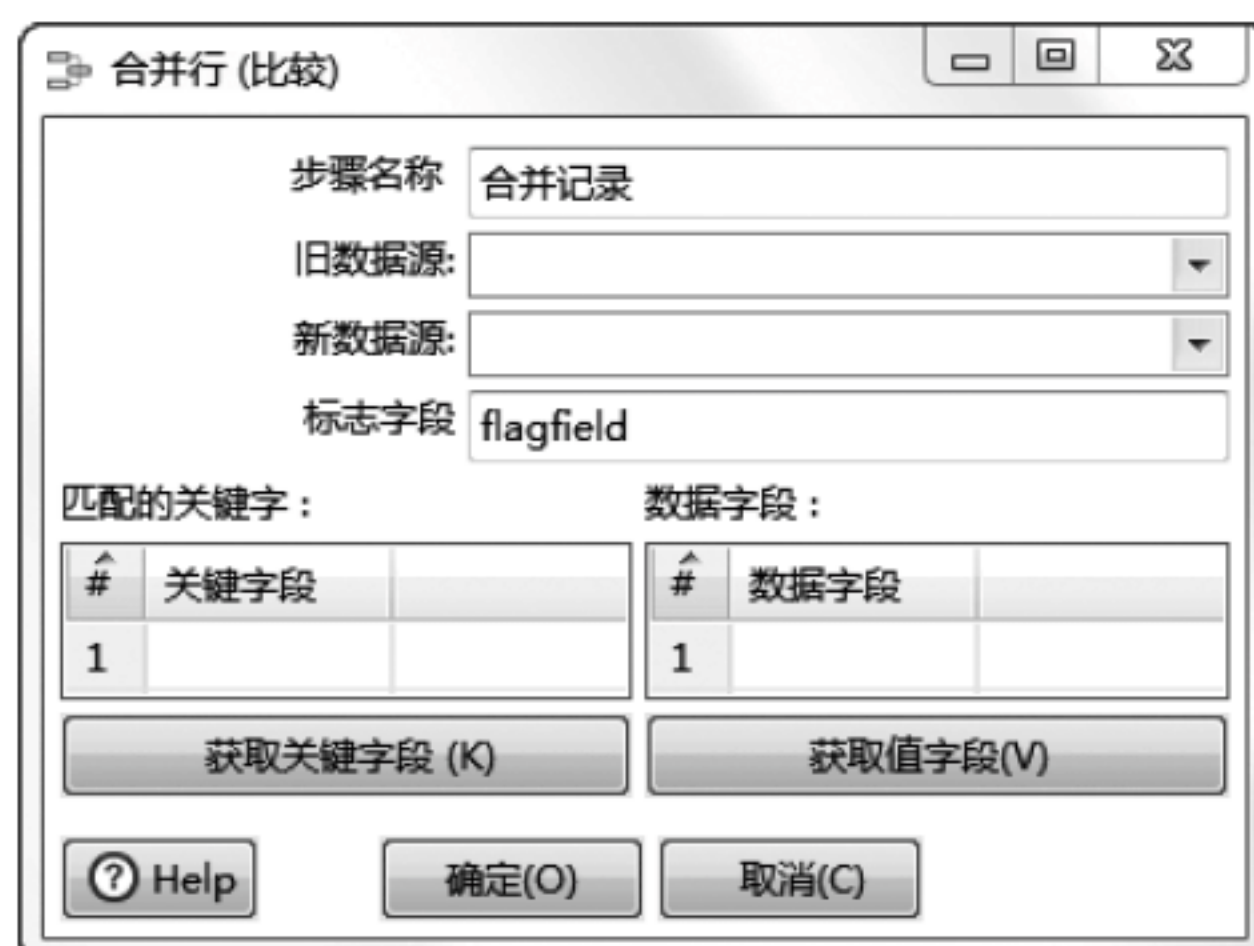 合并行 (比较)
步骤名称 合并记录
旧数据源:
新数据源:
标志字段 flagfield
匹配的关键字： 数据字段：
# 关键字段 # 数据字段
1 1
获取关键字段 (K) 获取值字段(V)
? Help 确定(O) 取消(C)